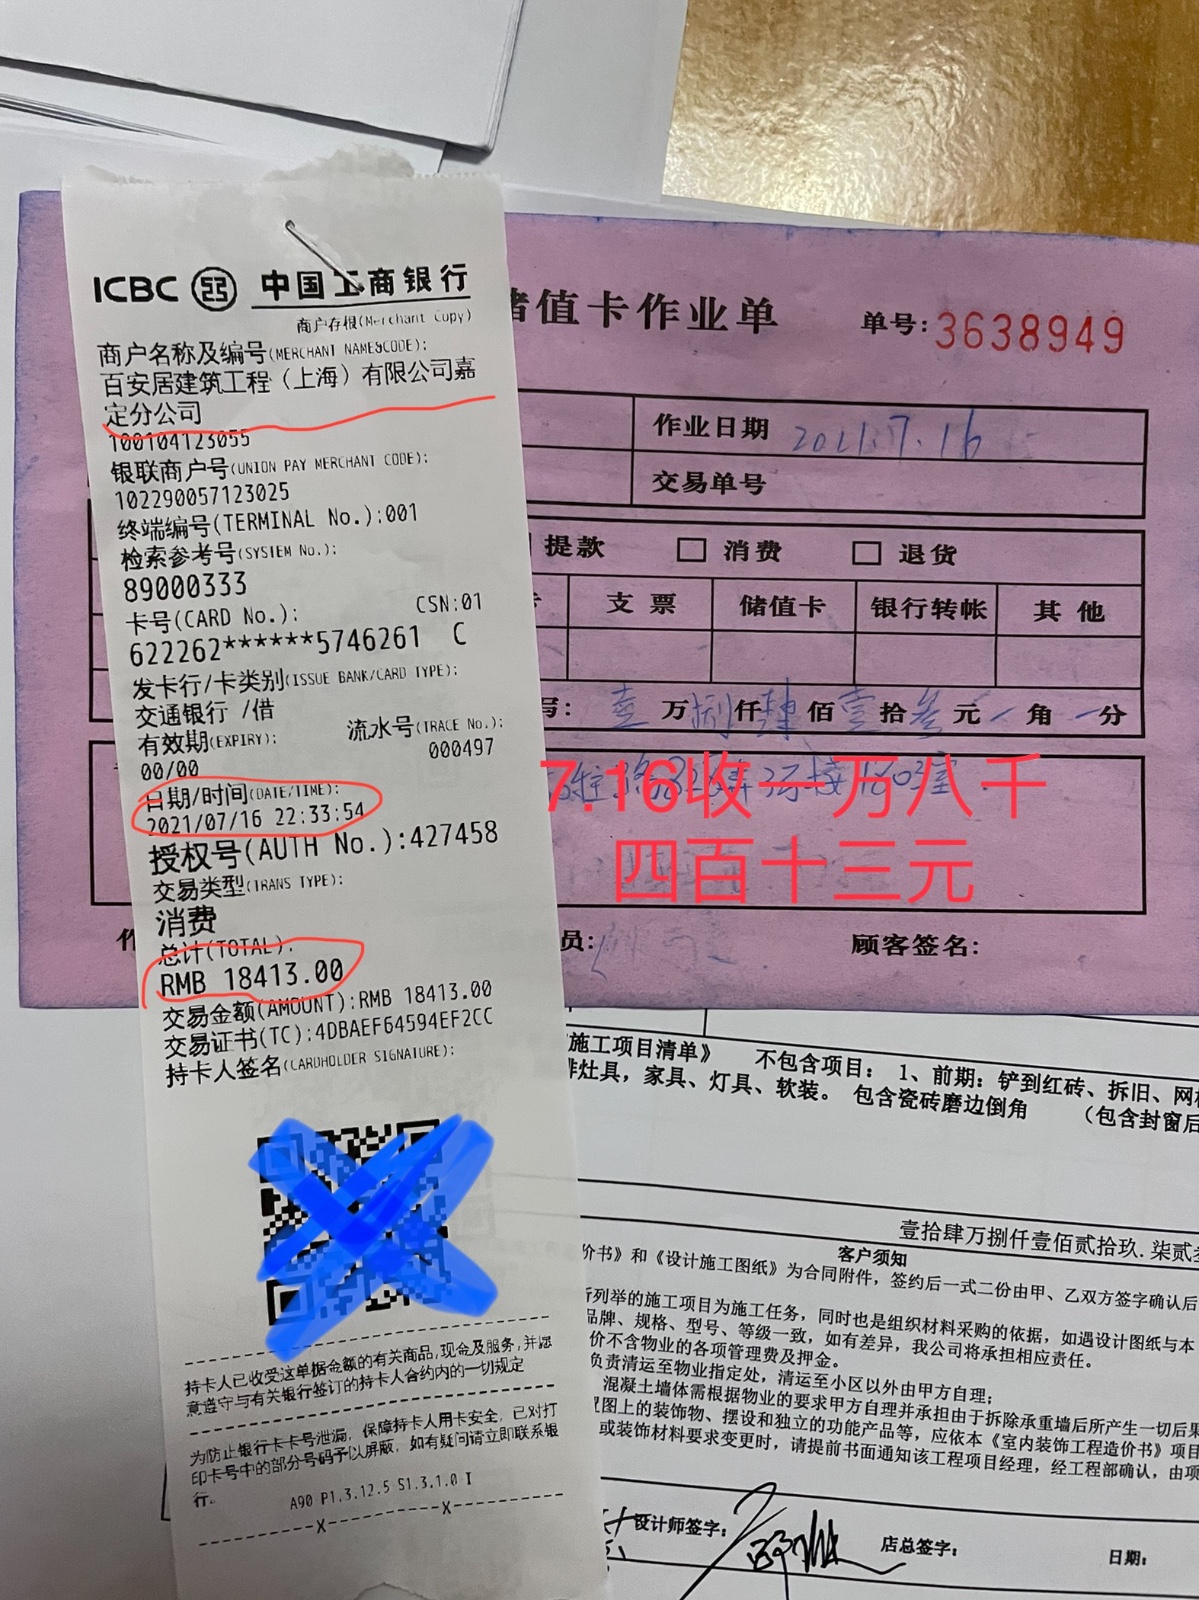 ICBC 中国工商银行
商户存根(Merchant Copy)
商户名称及编号(MERCHANT NAME&CODE):
百安居建筑工程（上海）有限公司嘉
定分公司
100104123055
银联商户号(UNION PAY MERCHANT CODE):
102290057123025
终端编号(TERMINAL No.):001
检索参考号(SYSTEM No.):
89000333
卡号(CARD No.): CSN:01
622262******5746261 C
发卡行/卡类别(ISSUE BANK/CARD TYPE):
交通银行 /借
有效期(EXPIRY): 流水号(TRACE No.):
00/00 000497
日期/时间(DATE/TIME):
2021/07/16 22:33:54
授权号(AUTH No.):427458
交易类型(TRANS TYPE):
消费
总计(TOTAL):
RMB 18413.00
交易金额(AMOUNT):RMB 18413.00
交易证书(TC):4DBAEF64594EF2CC
持卡人签名(CARDHOLDER SIGNATURE):
持卡人已收受这单据金额的有关商品,现金及服务,并愿
意遵守与有关银行签订的持卡人合约内的一切规定
为防止银行卡卡号泄漏，保障持卡人用卡安全，已对打
印卡号中的部分号码予以屏蔽，如有疑问请立即联系银
行。
A90 P1.3.12.5 S1.3.1.0 I
储值卡作业单 单号:3638949
作业日期 2021.7.16
交易单号
提款 消费 退货
支票 储值卡 银行转帐 其他
写: 壹万捌仟肆佰壹拾叁元 角 分
7.16收一万八千
四百十三元
员: 顾客签名:
施工项目清单》 不包含项目： 1、前期：铲到红砖、拆旧、网
灶具，家具、灯具、软装。 包含瓷砖磨边倒角 （包含封窗后
壹拾肆万捌仟壹佰贰拾玖.柒贰
客户须知
价书》和《设计施工图纸》为合同附件，签约后一式二份由甲、乙双方签字确认后
所列举的施工项目为施工任务，同时也是组织材料采购的依据，如遇设计图纸与本
品牌、规格、型号、等级一致，如有差异，我公司将承担相应责任。
价不含物业的各项管理费及押金。
负责清运至物业指定处，清运至小区以外由甲方自理；
混凝土墙体需根据物业的要求甲方自理并承担由于拆除承重墙后所产生一切后果
置图上的装饰物、摆设和独立的功能产品等，应依本《室内装饰工程造价书》项目
或装饰材料要求变更时，请提前书面通知该工程项目经理，经工程部确认，由项
设计师签字： 店总签字： 日期：